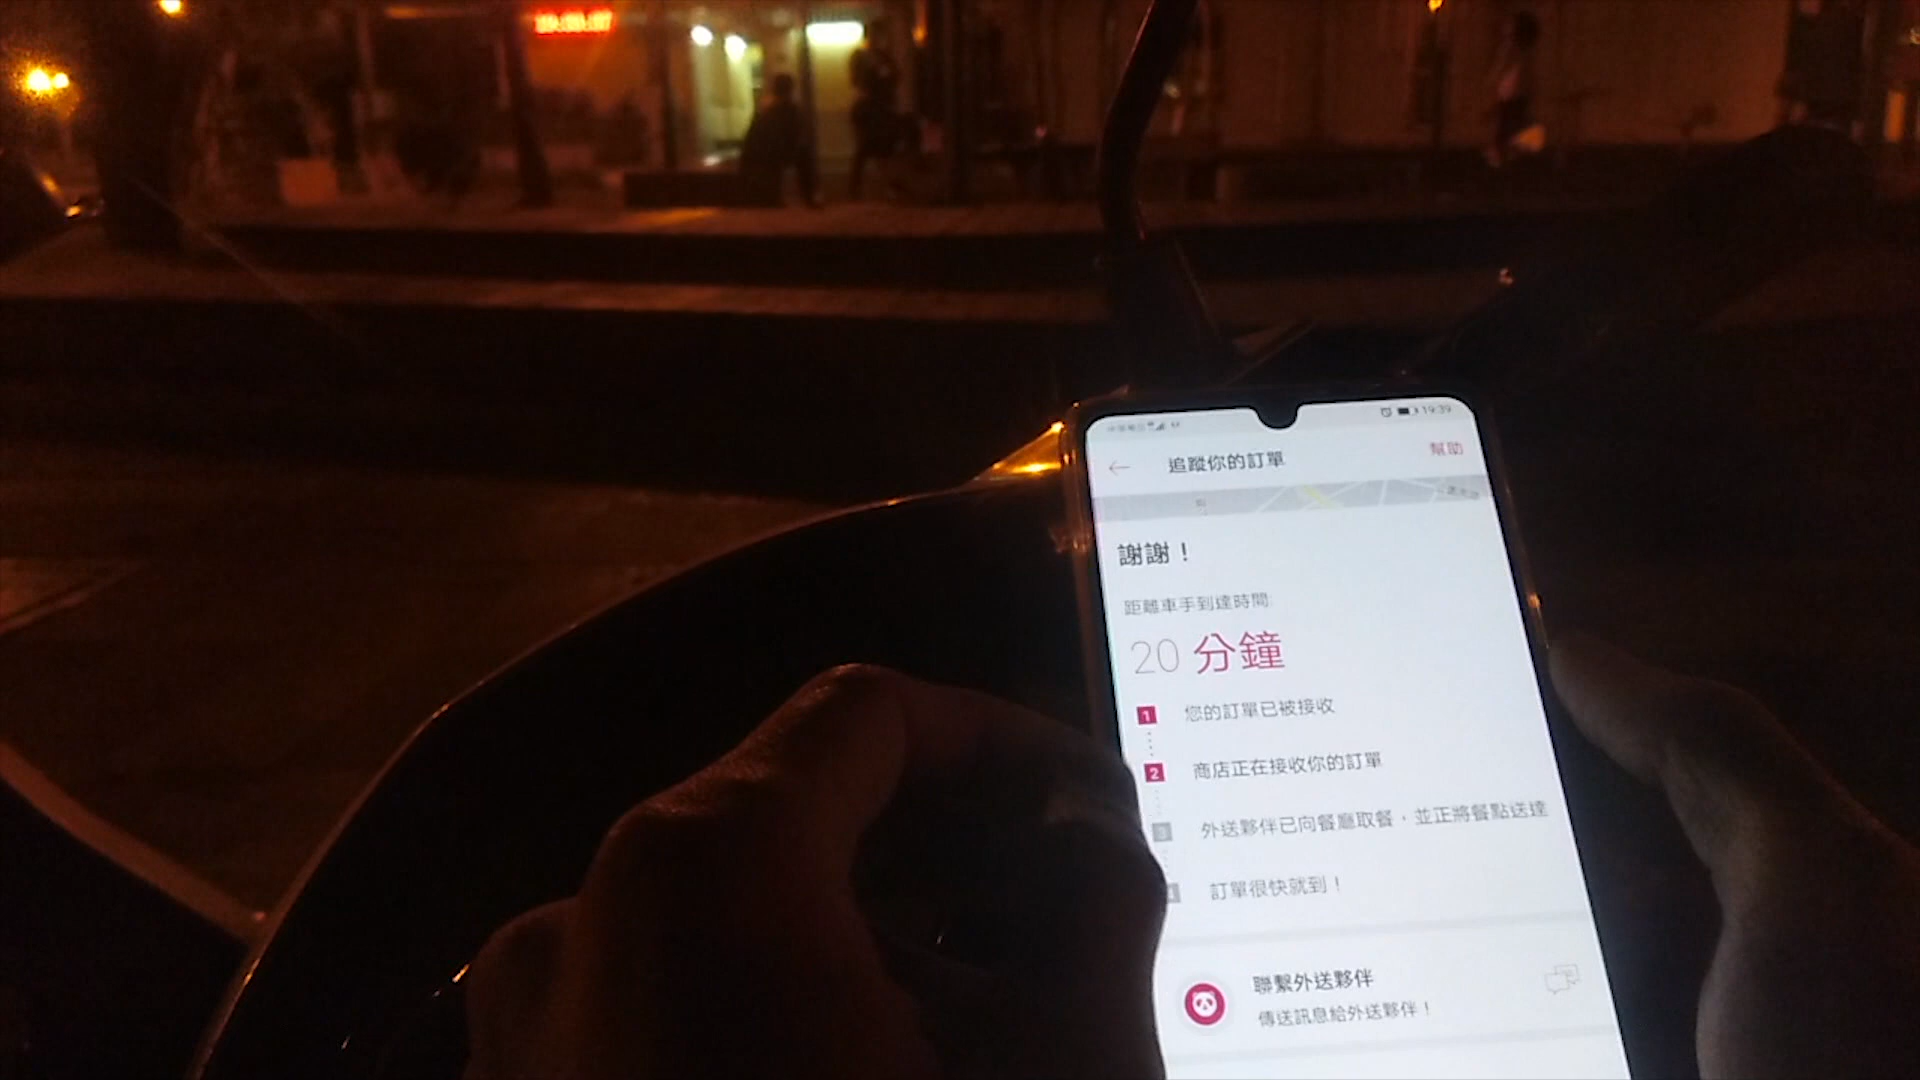 19:39
追蹤你的訂單
幫助
謝謝！
距離車手到達時間:
20 分鐘
1 您的訂單已被接收
2 商店正在接收你的訂單
3 外送夥伴已向餐廳取餐，並正將餐點送達
訂單很快就到！
聯繫外送夥伴
傳送訊息給外送夥伴！